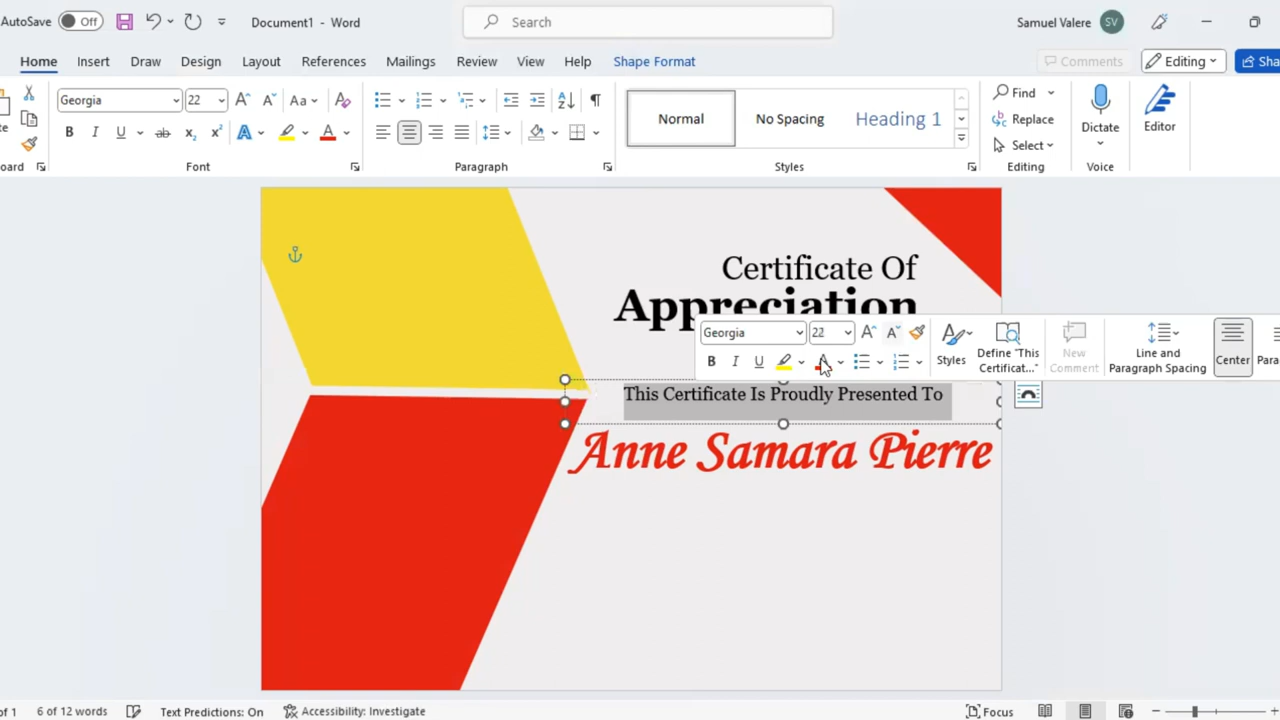 AutoSave Off Document1 - Word Search Samuel Valere SV
Home Insert Draw Design Layout References Mailings Review View Help Shape Format Comments Editing
Georgia 22 Aa Normal No Spacing Heading 1 Find Replace Select Dictate Editor
Font Paragraph Styles Editing Voice
Certificate Of
Appreciation
Georgia 22 Styles Define "This Certificat..." New Comment Line and Paragraph Spacing Center
This Certificate Is Proudly Presented To
Anne Samara Pierre
of 1 6 of 12 words Text Predictions: On Accessibility: Investigate Focus